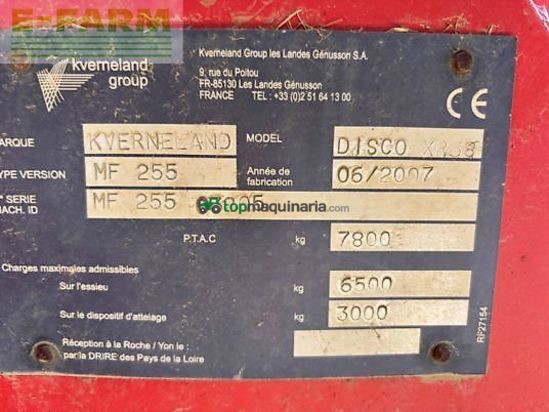 E-FARM
kverneland
group
Kverneland Group les Landes Génusson S.A.
9, rue du Poitou
FR-85130 Les Landes Génusson
FRANCE TEL : +33 (0)2 51 64 13 00
CE
ARQUE KVERNELAND MODEL DISCO XR38
YPE VERSION MF 255 Année de fabrication 06/2007
° SERIE
ACH. ID MF 255
topmaquinaria.com
P.T.A.C kg 7800
Charges maximales admissibles
Sur l'essieu kg 6500
Sur le dispositif d'attelage kg 3000
Réception à la Roche / Yon le :
par la DRIRE des Pays de la Loire
RF27154